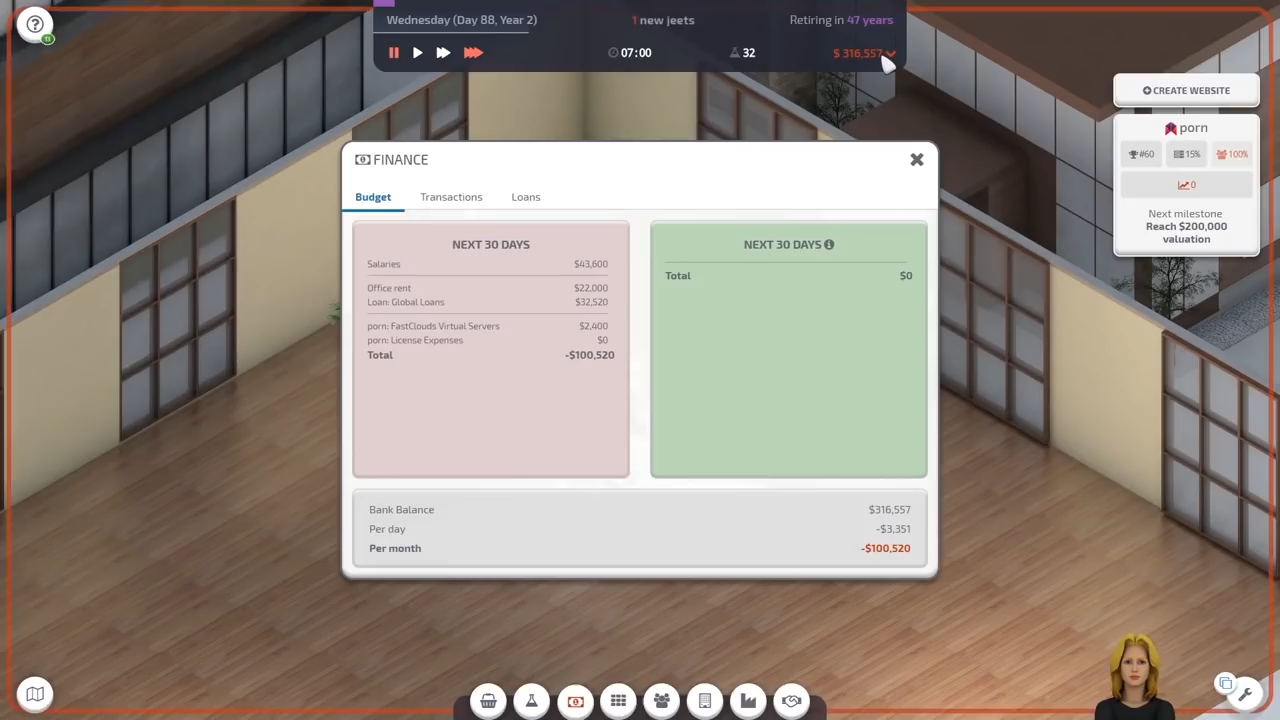 Wednesday (Day 88, Year 2)
1 new jeets
Retiring in 47 years
07:00
32
$ 316,557
11
CREATE WEBSITE
porn
#60
15%
100%
0
Next milestone
Reach $200,000
valuation
FINANCE
Budget
Transactions
Loans
NEXT 30 DAYS
Salaries $43,600
Office rent $22,000
Loan: Global Loans $32,520
porn: FastClouds Virtual Servers $2,400
porn: License Expenses $0
Total -$100,520
NEXT 30 DAYS
Total $0
Bank Balance $316,557
Per day -$3,351
Per month -$100,520